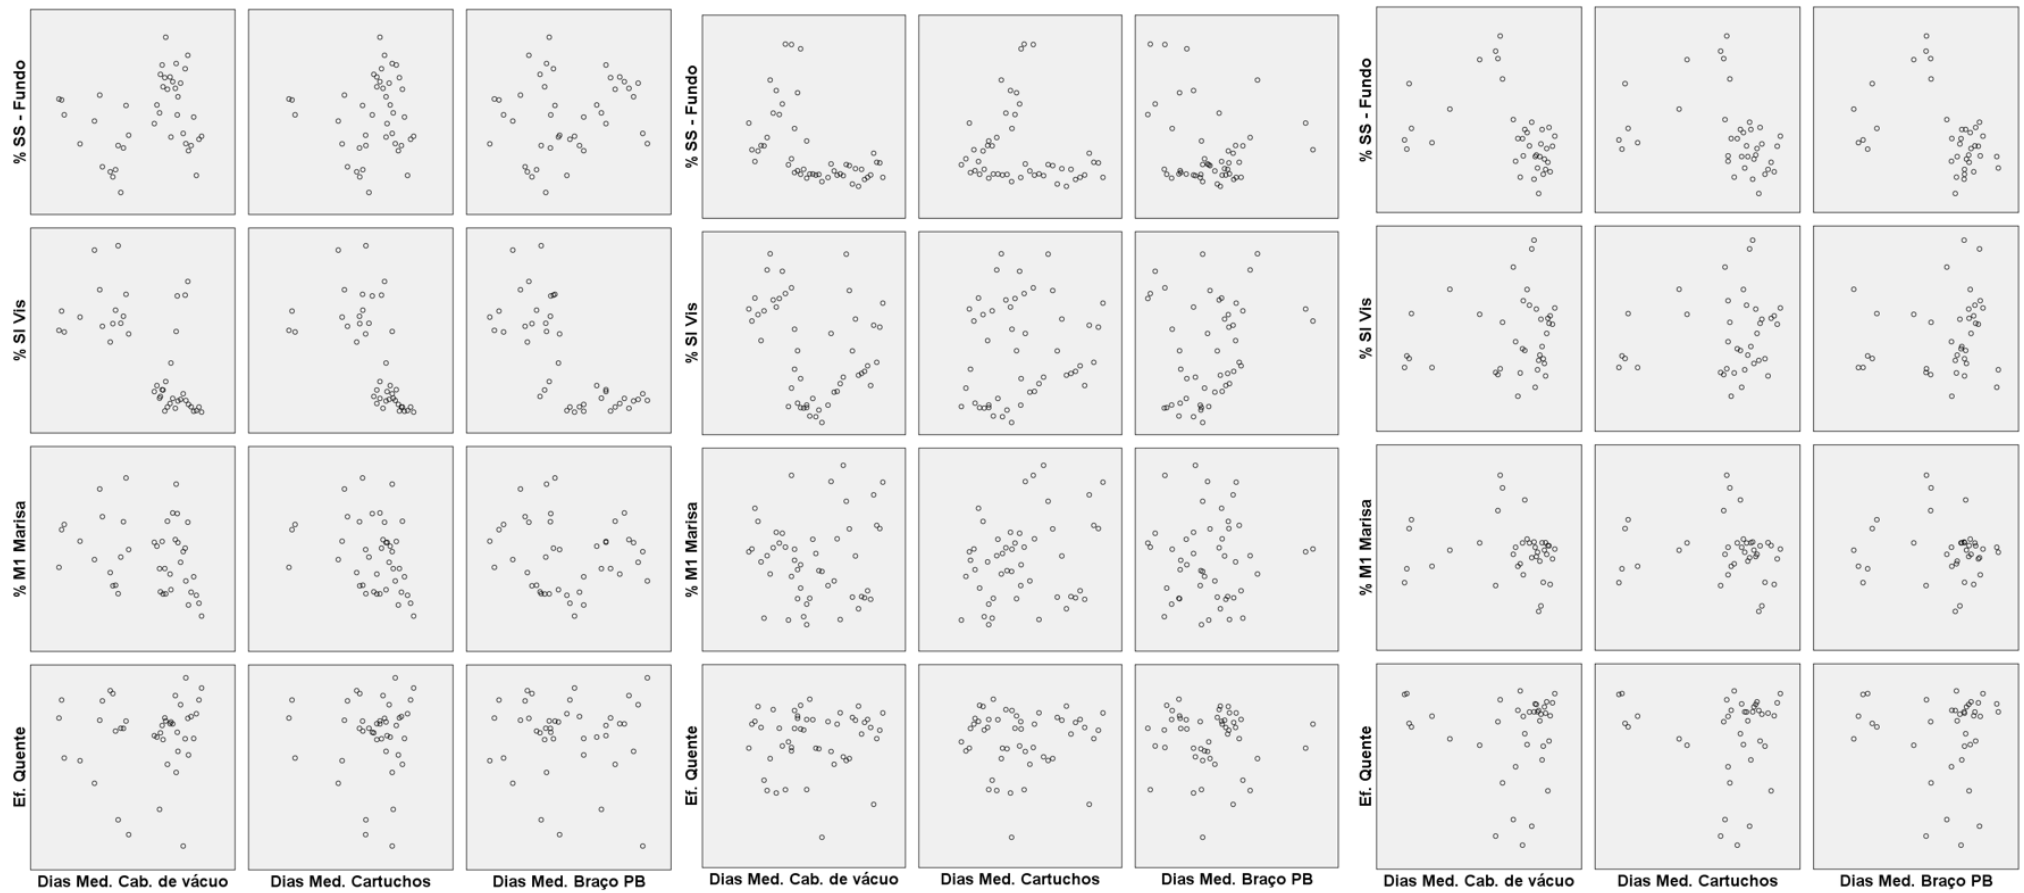 % SS - Fundo
% SS - Fundo
% SS - Fundo
% SI Vis
% SI Vis
% SI Vis
% M1 Marisa
% M1 Marisa
% M1 Marisa
Ef. Quente
Ef. Quente
Ef. Quente
Dias Med. Cab. de vácuo
Dias Med. Cartuchos
Dias Med. Braço PB
Dias Med. Cab. de vácuo
Dias Med. Cartuchos
Dias Med. Braço PB
Dias Med. Cab. de vácuo
Dias Med. Cartuchos
Dias Med. Braço PB